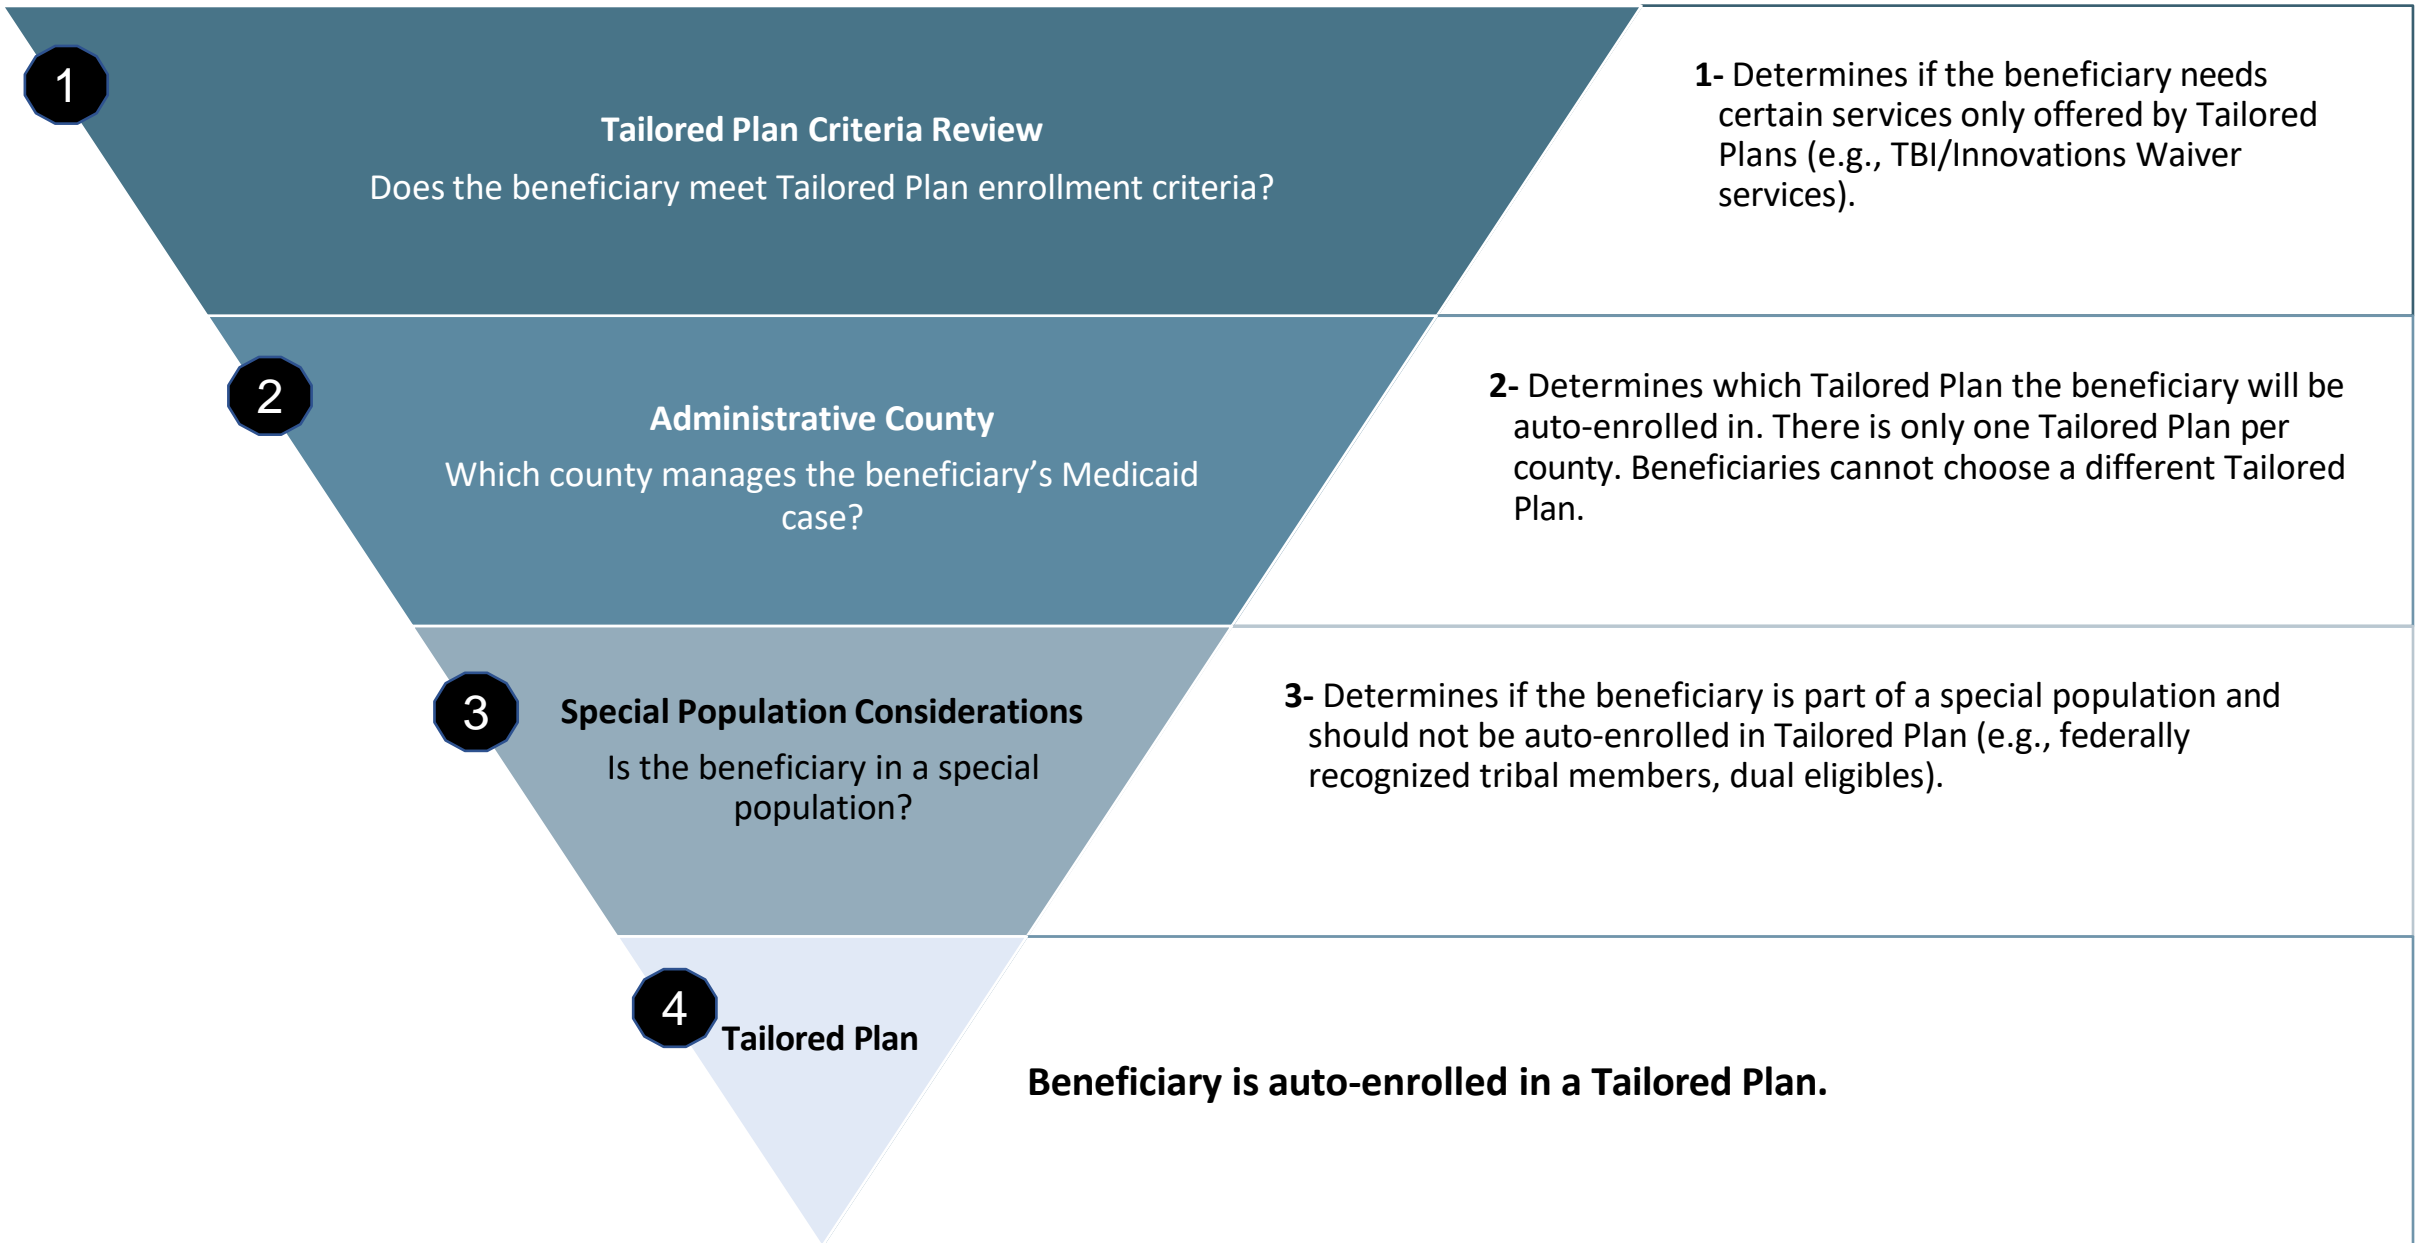 1
Tailored Plan Criteria Review
Does the beneficiary meet Tailored Plan enrollment criteria?
1- Determines if the beneficiary needs
certain services only offered by Tailored
Plans (e.g., TBI/Innovations Waiver
services).
2
Administrative County
Which county manages the beneficiary’s Medicaid
case?
2- Determines which Tailored Plan the beneficiary will be
auto-enrolled in. There is only one Tailored Plan per
county. Beneficiaries cannot choose a different Tailored
Plan.
3
Special Population Considerations
Is the beneficiary in a special
population?
3- Determines if the beneficiary is part of a special population and
should not be auto-enrolled in Tailored Plan (e.g., federally
recognized tribal members, dual eligibles).
4
Tailored Plan
Beneficiary is auto-enrolled in a Tailored Plan.